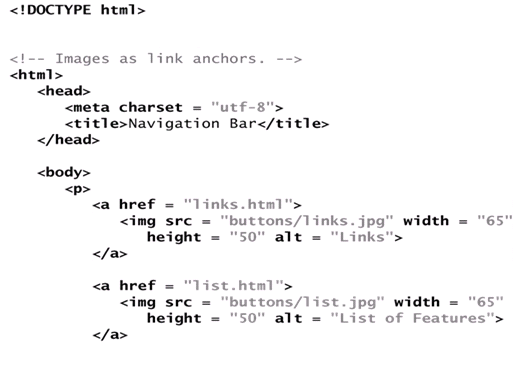 <!DOCTYPE html>
<!-- Images as link anchors. -->
<html>
<head>
<meta charset = "utf-8">
<title>Navigation Bar</title>
</head>
<body>
<p>
<a href = "links.html">
<img src = "buttons/links.jpg" width = "65"
height = "50" alt = "Links">
</a>
<a href = "list.html">
<img src = "buttons/list.jpg" width = "65"
height = "50" alt = "List of Features">
</a>